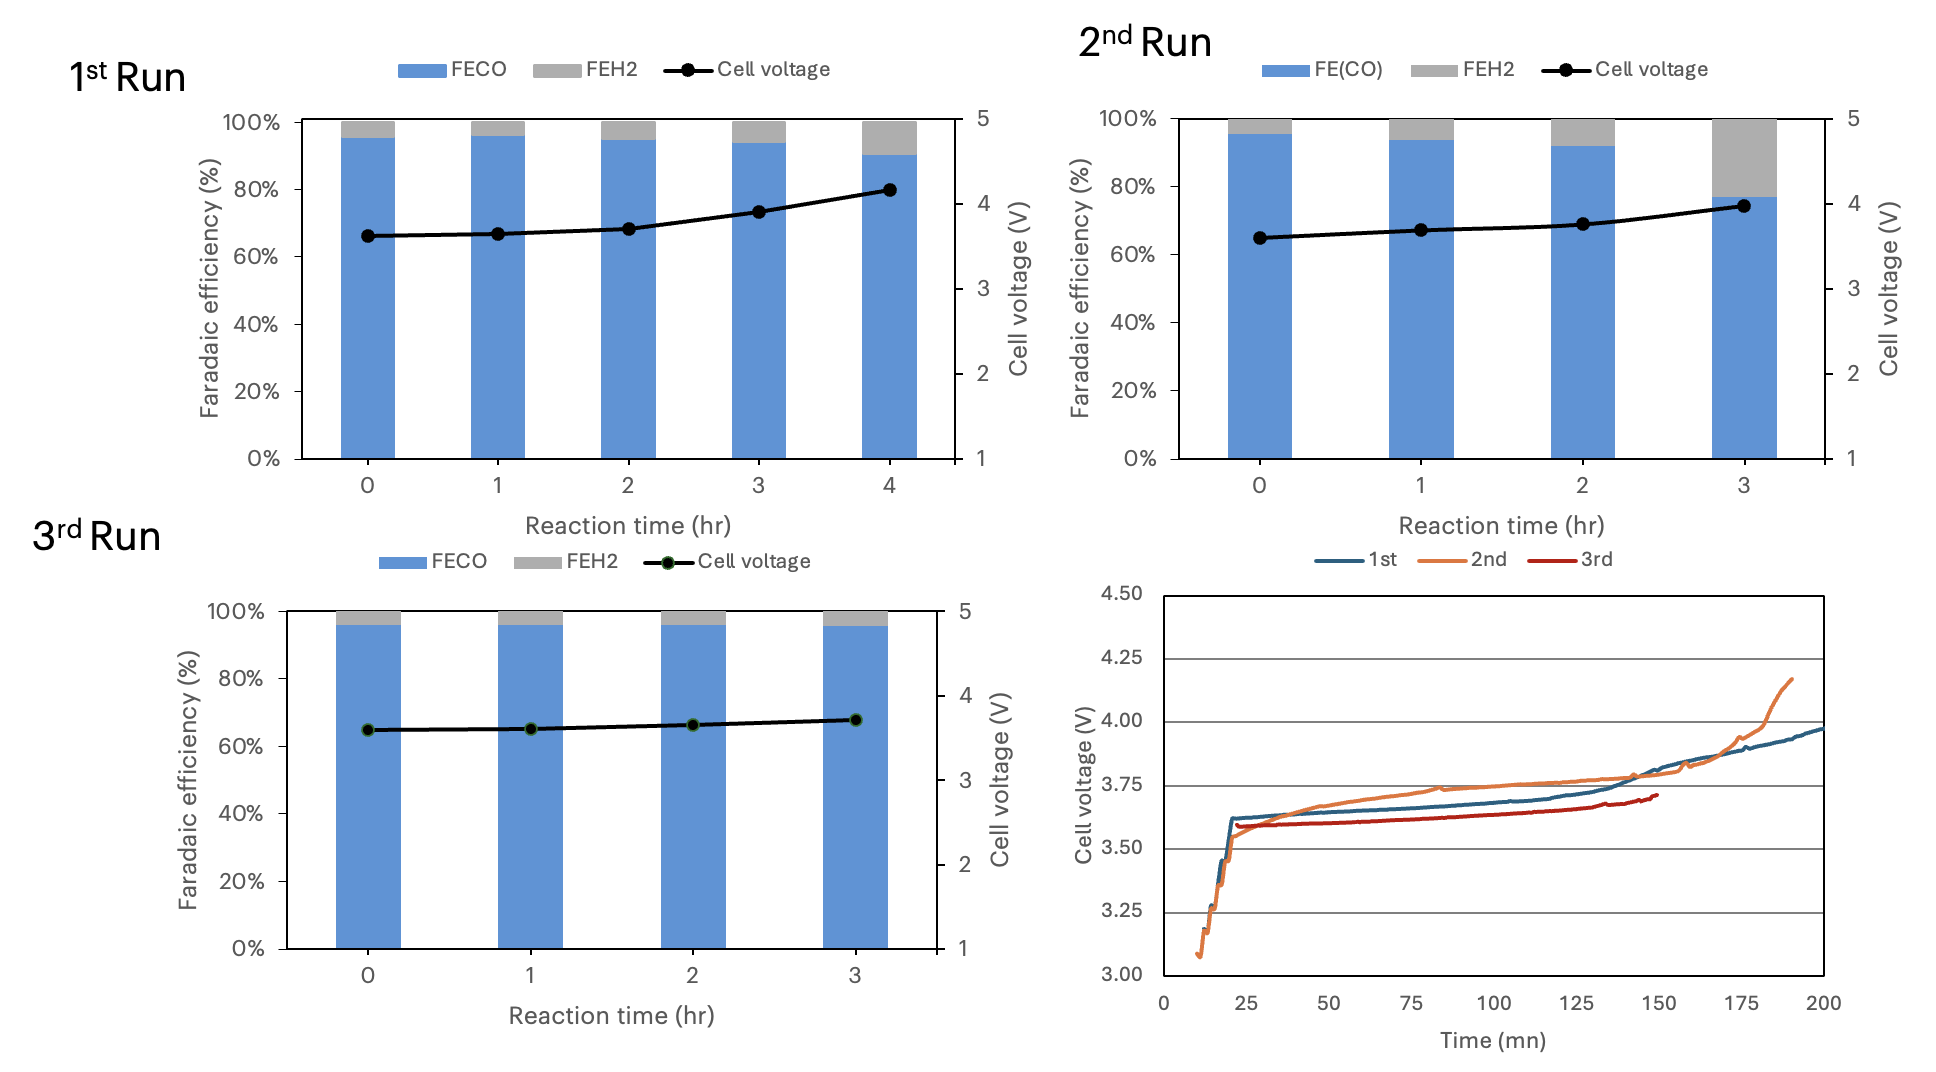 1st Run
FECO FEH2 Cell voltage
100%
80%
60%
40%
20%
0%
Faradaic efficiency (%)
5
4
3
2
1
Cell voltage (V)
0 1 2 3 4
Reaction time (hr)
2nd Run
FE(CO) FEH2 Cell voltage
100%
80%
60%
40%
20%
0%
Faradaic efficiency (%)
5
4
3
2
1
Cell voltage (V)
0 1 2 3
Reaction time (hr)
3rd Run
FECO FEH2 Cell voltage
100%
80%
60%
40%
20%
0%
Faradaic efficiency (%)
5
4
3
2
1
Cell voltage (V)
0 1 2 3
Reaction time (hr)
1st 2nd 3rd
4.50
4.25
4.00
3.75
3.50
3.25
3.00
Cell voltage (V)
0 25 50 75 100 125 150 175 200
Time (mn)